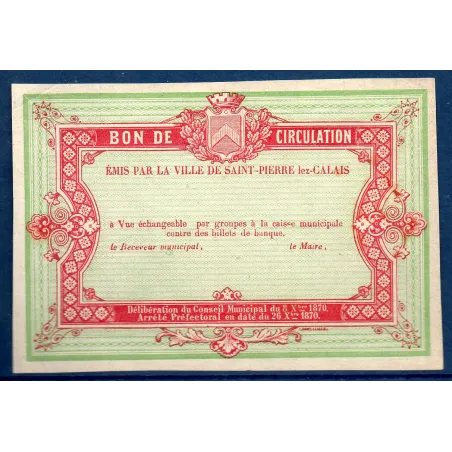 BON DE CIRCULATION
ÉMIS PAR LA VILLE DE SAINT-PIERRE lez-CALAIS
à Vue échangeable par groupes à la caisse municipale
contre des billets de banque.
le Receveur municipal, le Maire,
Délibération du Conseil Municipal du 8 Xbre 1870.
Arrêté Préfectoral en date du 26 Xbre 1870.